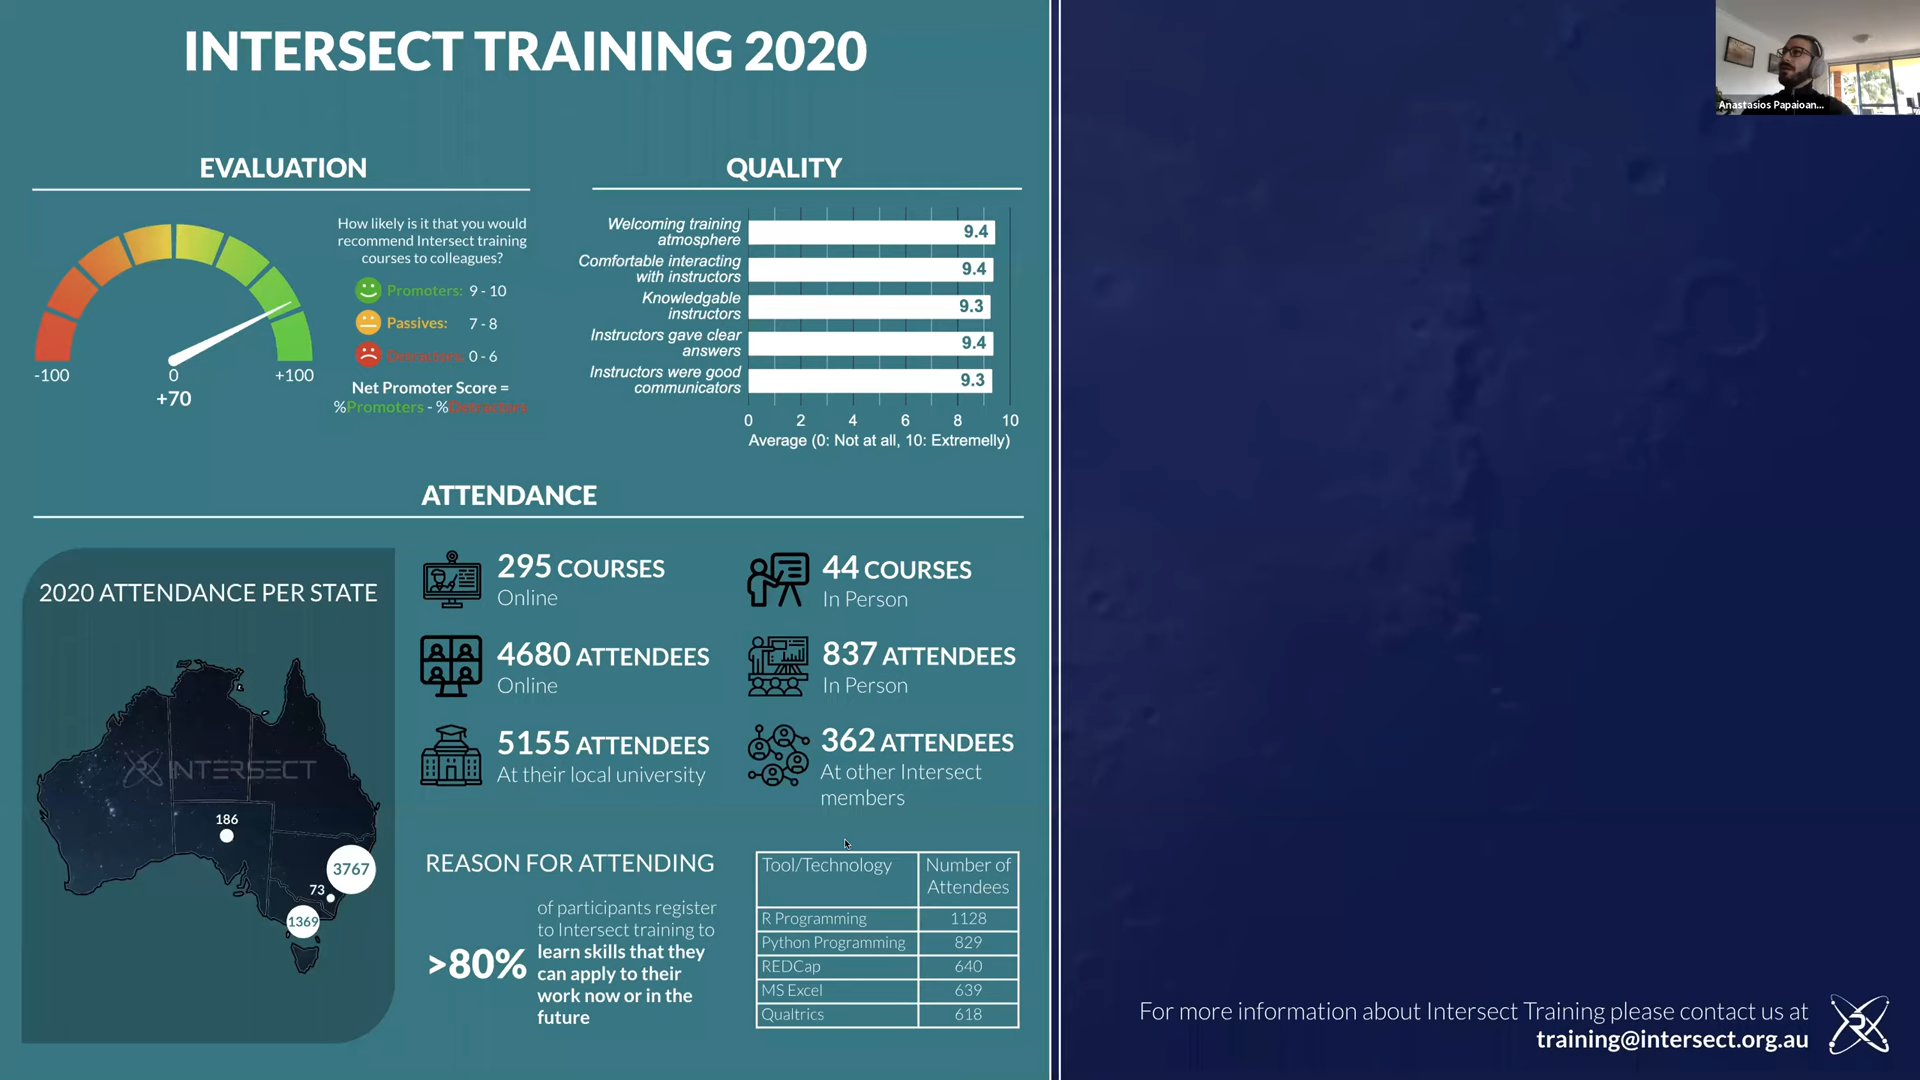 INTERSECT TRAINING 2020
Anastasios Papaioan...
EVALUATION
How likely is it that you would
recommend Intersect training
courses to colleagues?
Promoters: 9 - 10
Passives: 7 - 8
Detractors: 0 - 6
Net Promoter Score =
%Promoters - %Detractors
-100
0
+100
+70
QUALITY
Welcoming training
atmosphere
9.4
Comfortable interacting
with instructors
9.4
Knowledgable
instructors
9.3
Instructors gave clear
answers
9.4
Instructors were good
communicators
9.3
0 2 4 6 8 10
Average (0: Not at all, 10: Extremelly)
ATTENDANCE
2020 ATTENDANCE PER STATE
INTERSECT
186
3767
73
1369
295 COURSES
Online
44 COURSES
In Person
4680 ATTENDEES
Online
837 ATTENDEES
In Person
5155 ATTENDEES
At their local university
362 ATTENDEES
At other Intersect
members
REASON FOR ATTENDING
>80%
of participants register
to Intersect training to
learn skills that they
can apply to their
work now or in the
future
Tool/Technology Number of
Attendees
R Programming 1128
Python Programming 829
REDCap 640
MS Excel 639
Qualtrics 618
For more information about Intersect Training please contact us at
training@intersect.org.au